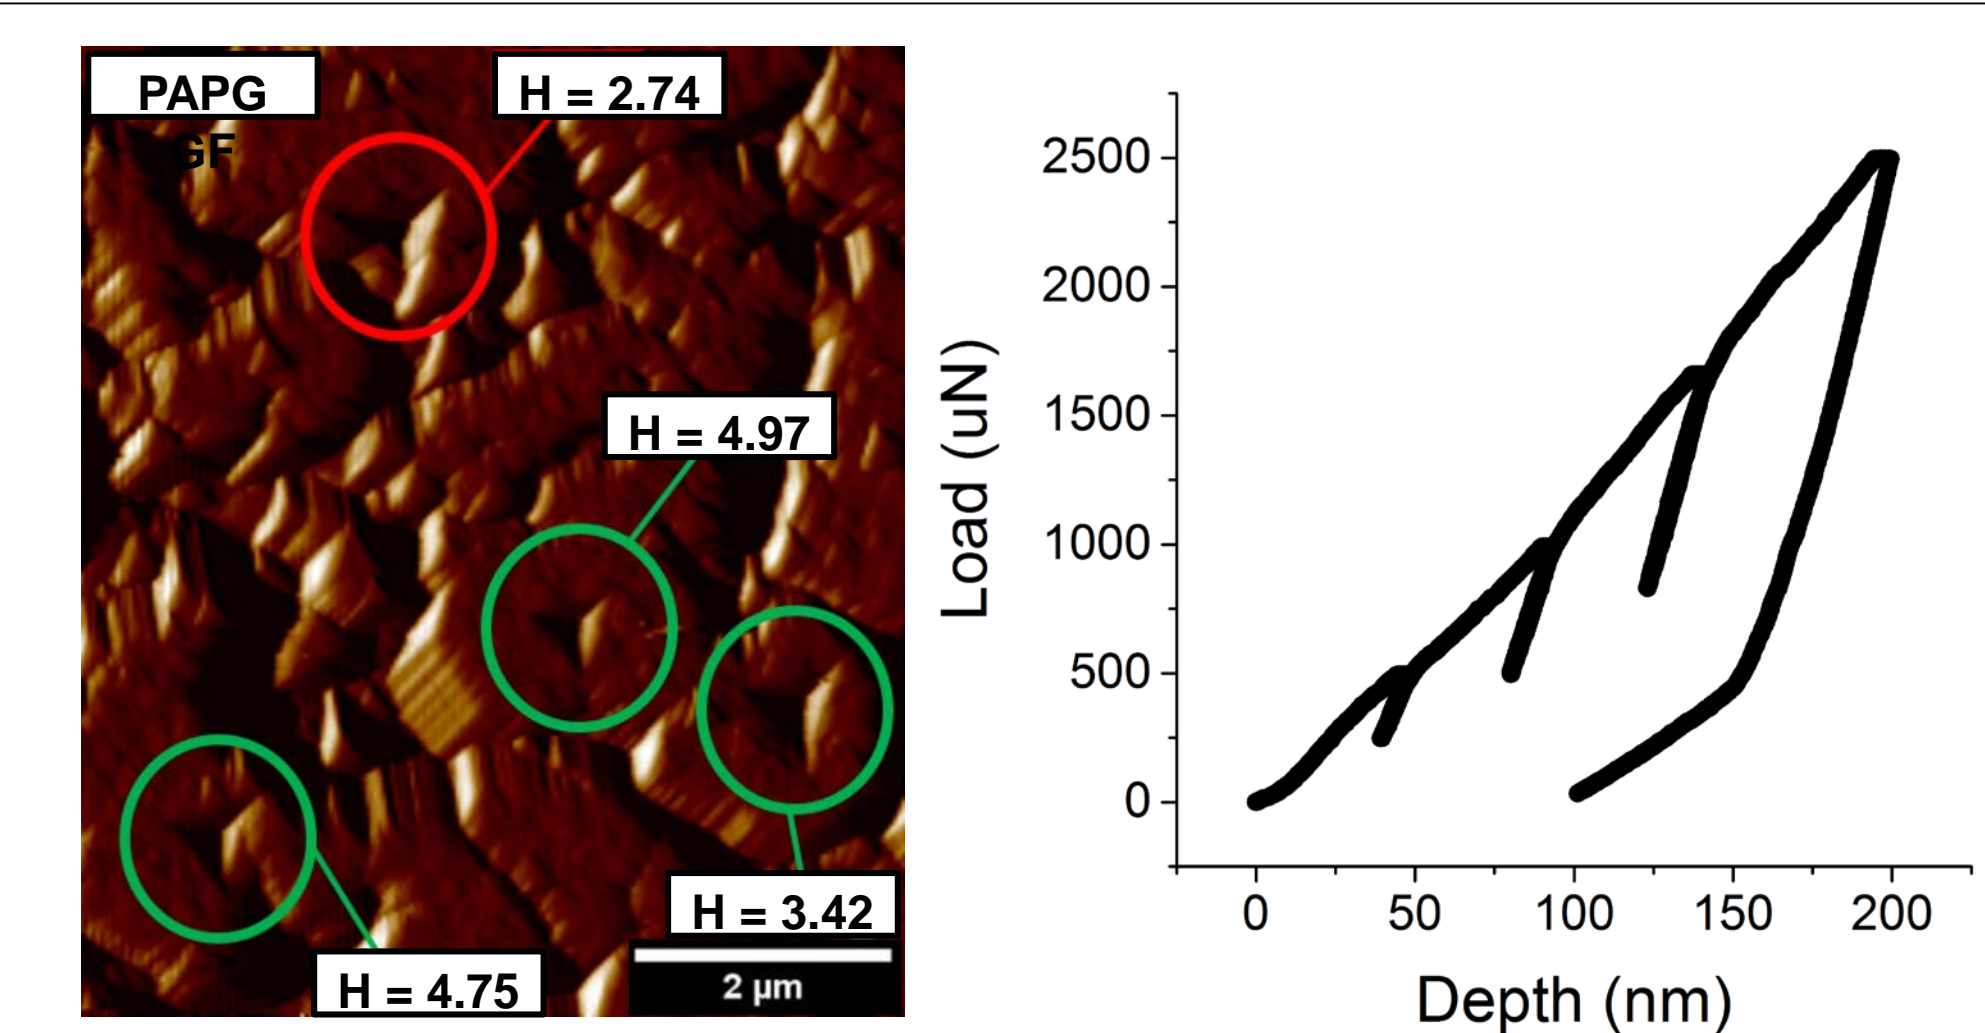 PAPG
GF
H = 2.74
H = 4.97
H = 3.42
H = 4.75
2 µm
Load (uN)
2500
2000
1500
1000
500
0
0 50 100 150 200
Depth (nm)